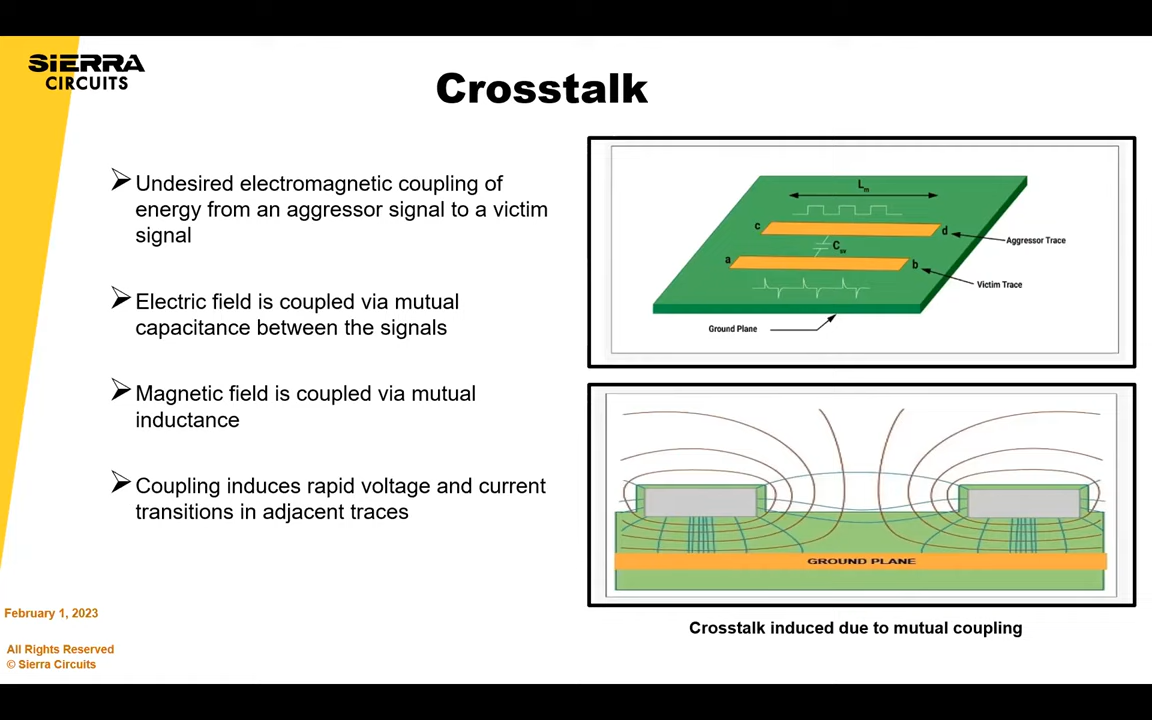 SIERRA
CIRCUITS
Crosstalk
Undesired electromagnetic coupling of
energy from an aggressor signal to a victim
signal
Electric field is coupled via mutual
capacitance between the signals
Magnetic field is coupled via mutual
inductance
Coupling induces rapid voltage and current
transitions in adjacent traces
February 1, 2023
All Rights Reserved
© Sierra Circuits
Lm
c
d
Aggressor Trace
a
b
Victim Trace
Ground Plane
GROUND PLANE
Crosstalk induced due to mutual coupling